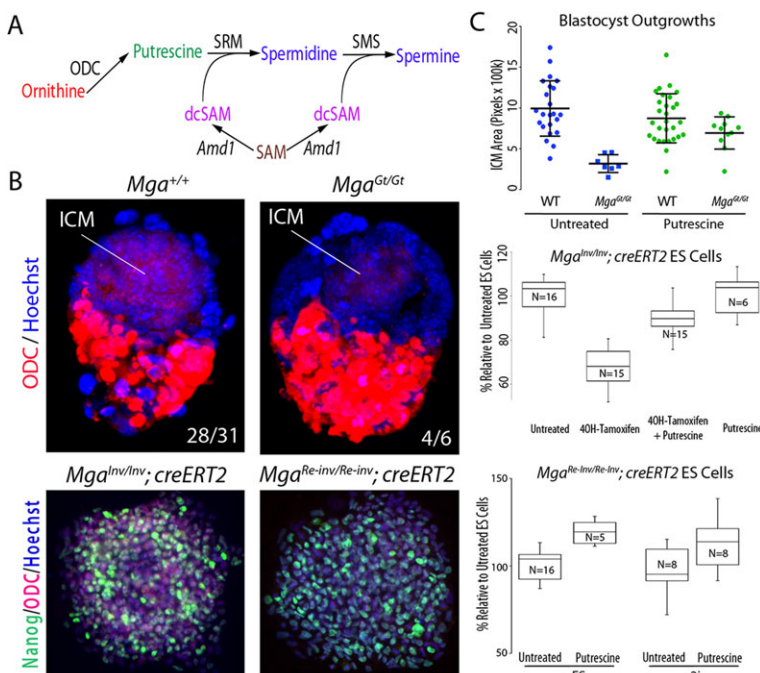 A
ODC
Putrescine
SRM
Spermidine
SMS
Spermine
Ornithine
dcSAM
dcSAM
Amd1
SAM
Amd1
B
Mga+/+
MgaGt/Gt
ICM
ICM
ODC / Hoechst
28/31
4/6
MgaInv/Inv; creERT2
MgaRe-inv/Re-inv; creERT2
Nanog/ODC/Hoechst
C
Blastocyst Outgrowths
ICM Area (Pixels x 100k)
20
15
10
5
0
WT
MgaGt/Gt
WT
MgaGt/Gt
Untreated
Putrescine
MgaInv/Inv; creERT2 ES Cells
% Relative to Untreated ES Cells
120
100
80
60
N=16
N=15
N=15
N=6
Untreated
4OH-Tamoxifen
4OH-Tamoxifen
+ Putrescine
Putrescine
MgaRe-Inv/Re-Inv; creERT2 ES Cells
% Relative to Utreated ES Cells
150
100
50
N=16
N=5
N=8
N=8
Untreated
Putrescine
Untreated
Putrescine